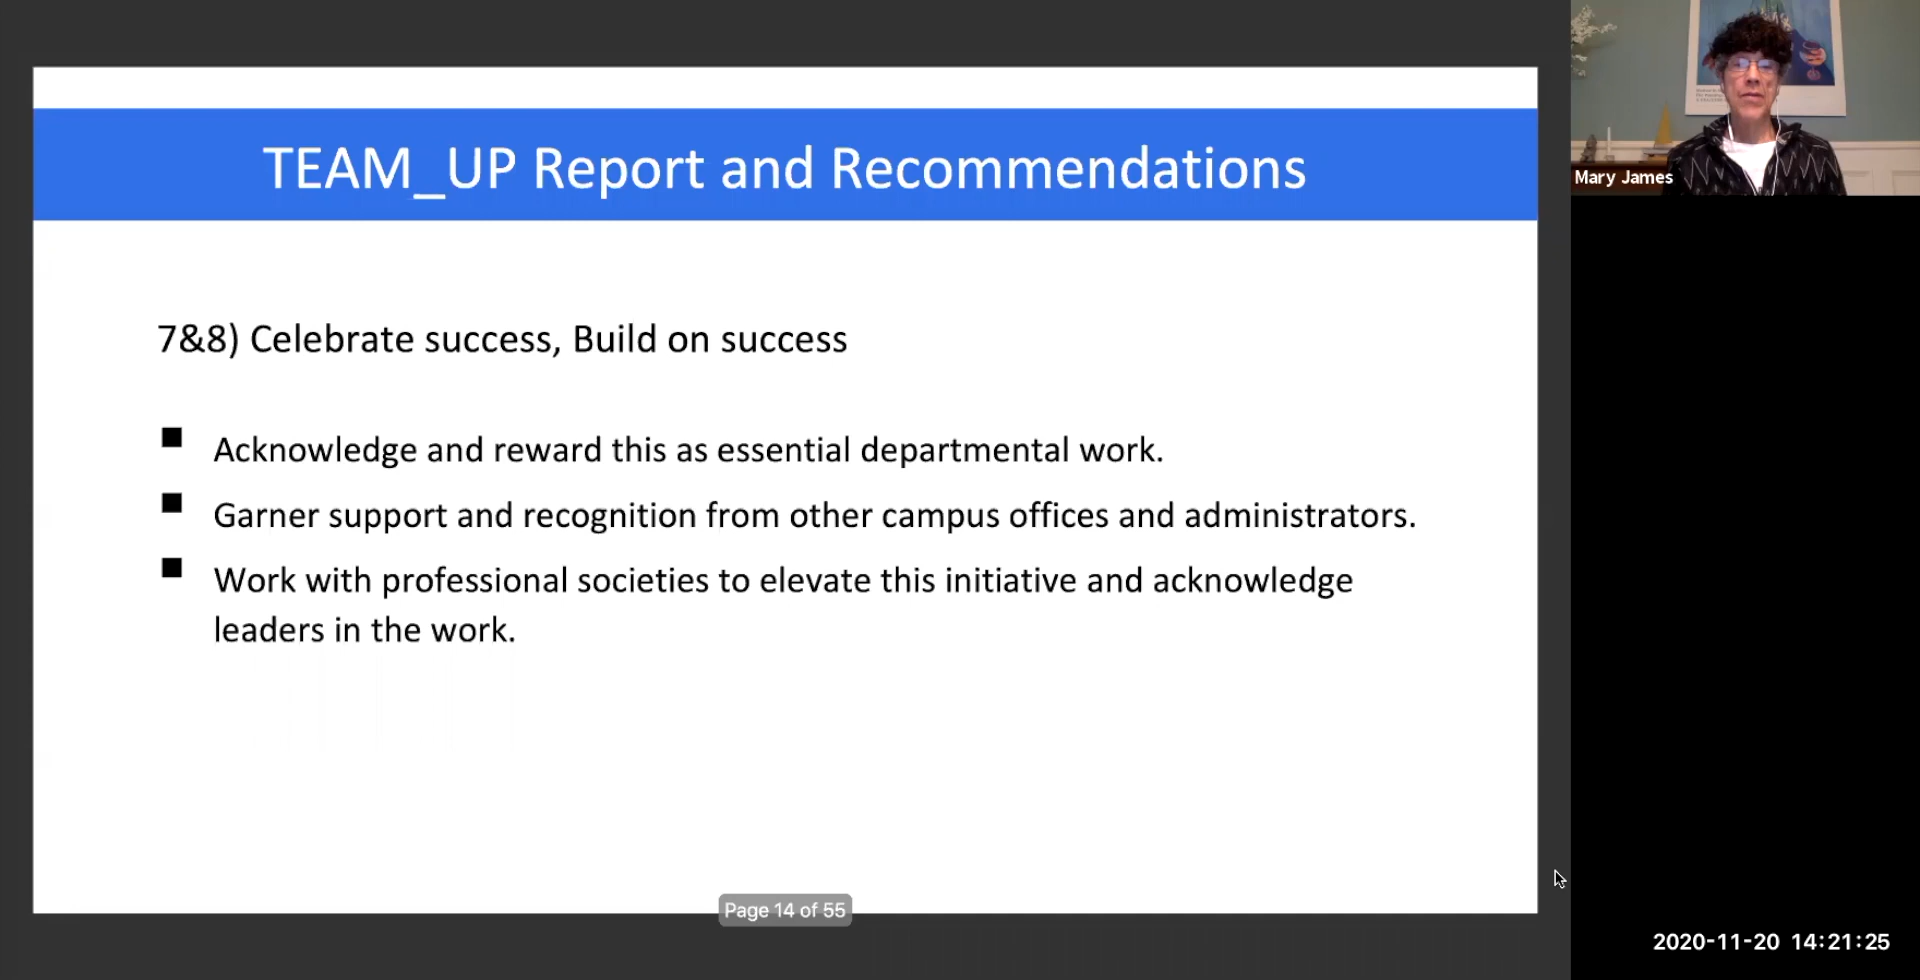 TEAM_UP Report and Recommendations
7&8) Celebrate success, Build on success
Acknowledge and reward this as essential departmental work.
Garner support and recognition from other campus offices and administrators.
Work with professional societies to elevate this initiative and acknowledge
leaders in the work.
Page 14 of 55
Mary James
2020-11-20 14:21:25